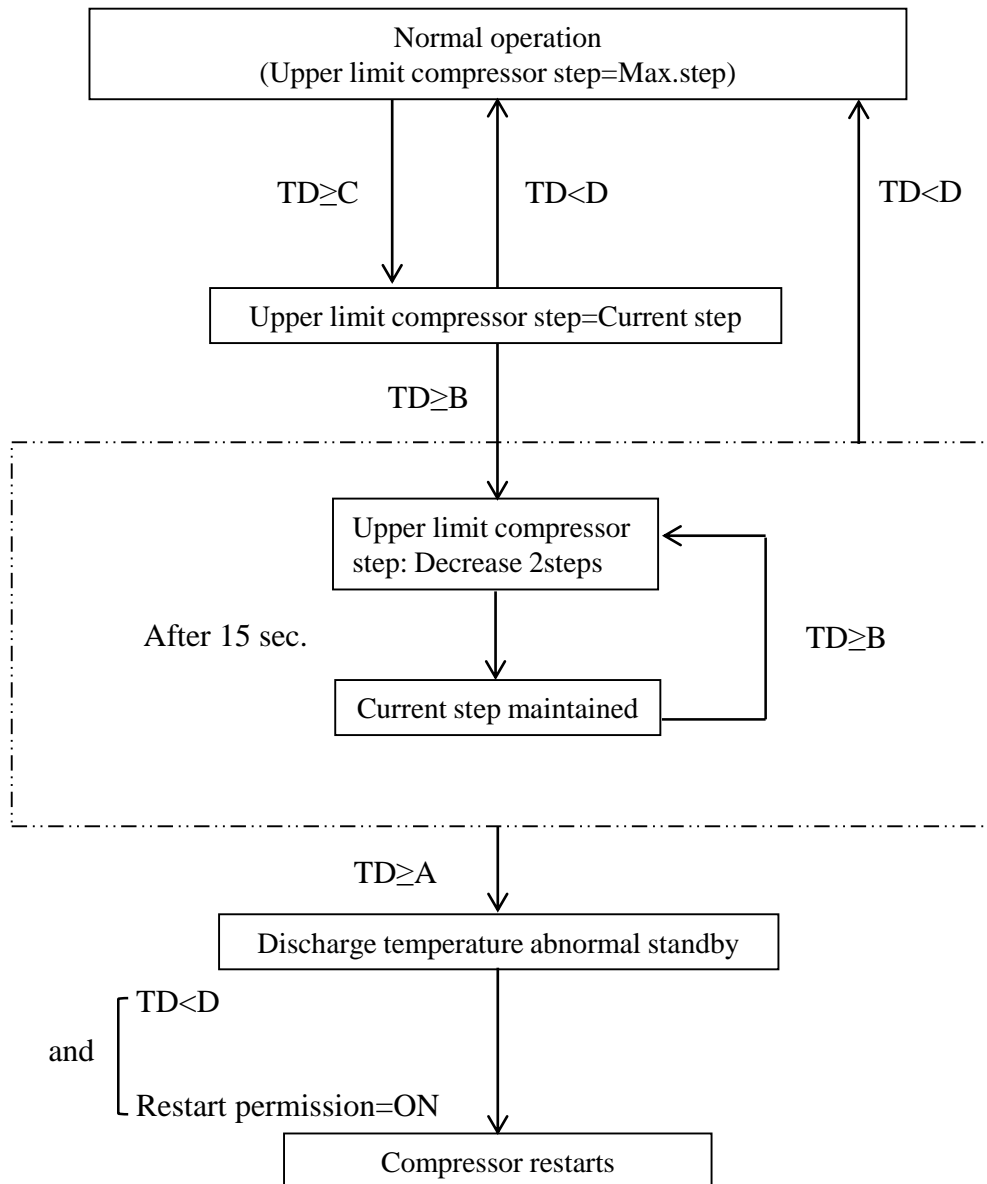 Normal operation
(Upper limit compressor step=Max.step)
TD≥C
TD<D
TD<D
Upper limit compressor step=Current step
TD≥B
Upper limit compressor
step: Decrease 2steps
After 15 sec.
TD≥B
Current step maintained
TD≥A
Discharge temperature abnormal standby
TD<D
and
Restart permission=ON
Compressor restarts